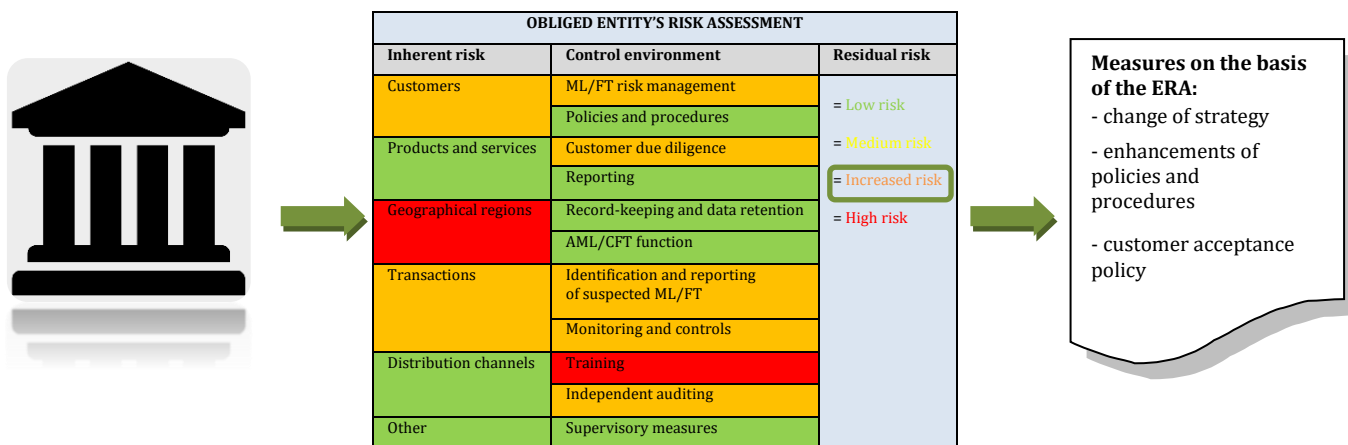 OBLIGED ENTITY'S RISK ASSESSMENT
Inherent risk
Control environment
Residual risk
Customers
ML/FT risk management
Policies and procedures
Products and services
Customer due diligence
Reporting
Geographical regions
Record-keeping and data retention
AML/CFT function
Transactions
Identification and reporting
of suspected ML/FT
Monitoring and controls
Distribution channels
Training
Independent auditing
Other
Supervisory measures
= Low risk
= Medium risk
= Increased risk
= High risk
Measures on the basis
of the ERA:
- change of strategy
- enhancements of
policies and
procedures
- customer acceptance
policy